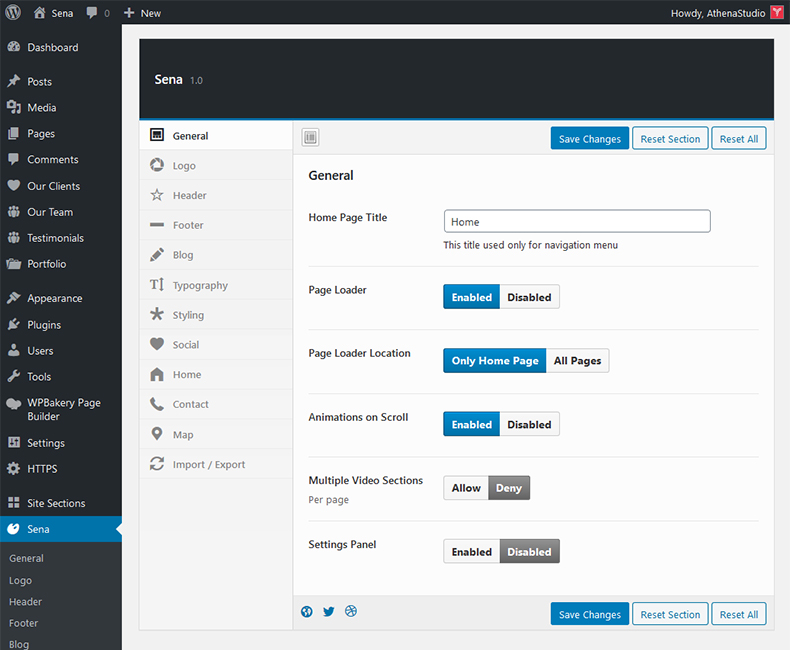 Sena
0
New
Howdy, AthenaStudio
Dashboard
Posts
Media
Pages
Comments
Our Clients
Our Team
Testimonials
Portfolio
Appearance
Plugins
Users
Tools
WPBakery Page
Builder
Settings
HTTPS
Site Sections
Sena
General
Logo
Header
Footer
Blog
Sena 1.0
General
Logo
Header
Footer
Blog
Typography
Styling
Social
Home
Contact
Map
Import / Export
Save Changes
Reset Section
Reset All
General
Home Page Title
Home
This title used only for navigation menu
Page Loader
Enabled
Disabled
Page Loader Location
Only Home Page
All Pages
Animations on Scroll
Enabled
Disabled
Multiple Video Sections
Per page
Allow
Deny
Settings Panel
Enabled
Disabled
Save Changes
Reset Section
Reset All